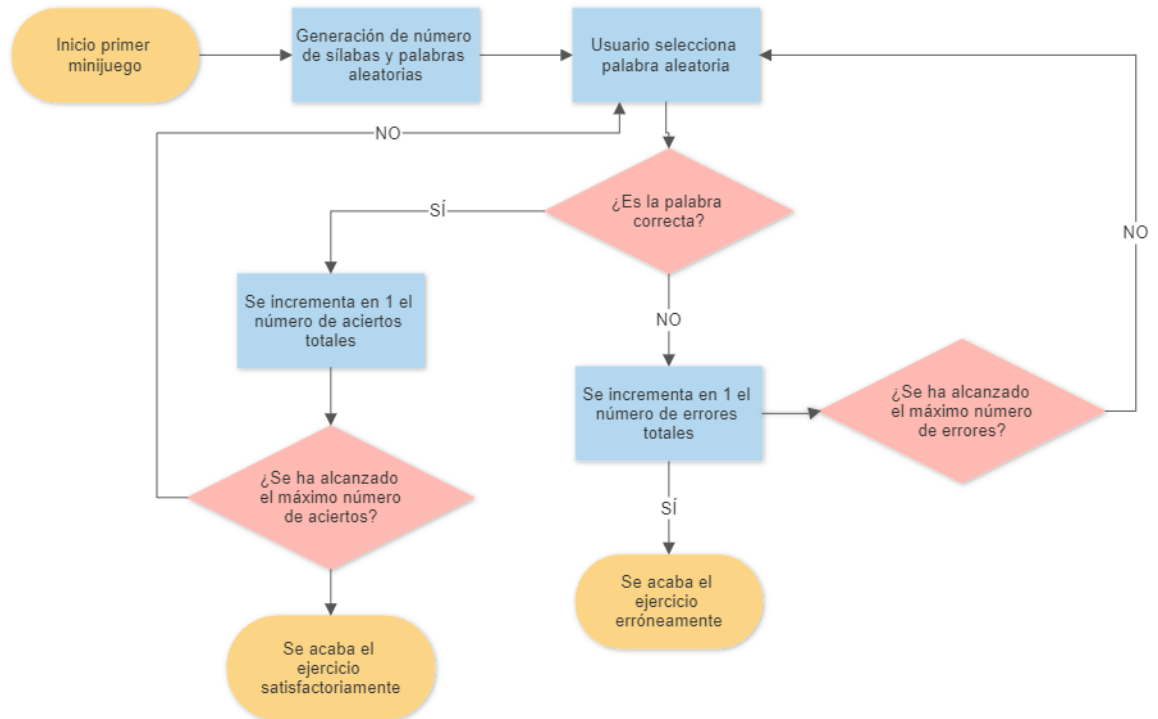 Inicio primer
minijuego
Generación de número
de sílabas y palabras
aleatorias
Usuario selecciona
palabra aleatoria
NO
¿Es la palabra
correcta?
SÍ
NO
NO
Se incrementa en 1 el
número de aciertos
totales
Se incrementa en 1 el
número de errores
totales
¿Se ha alcanzado
el máximo número
de errores?
¿Se ha alcanzado
el máximo número
de aciertos?
SÍ
Se acaba el
ejercicio
erróneamente
Se acaba el
ejercicio
satisfactoriamente